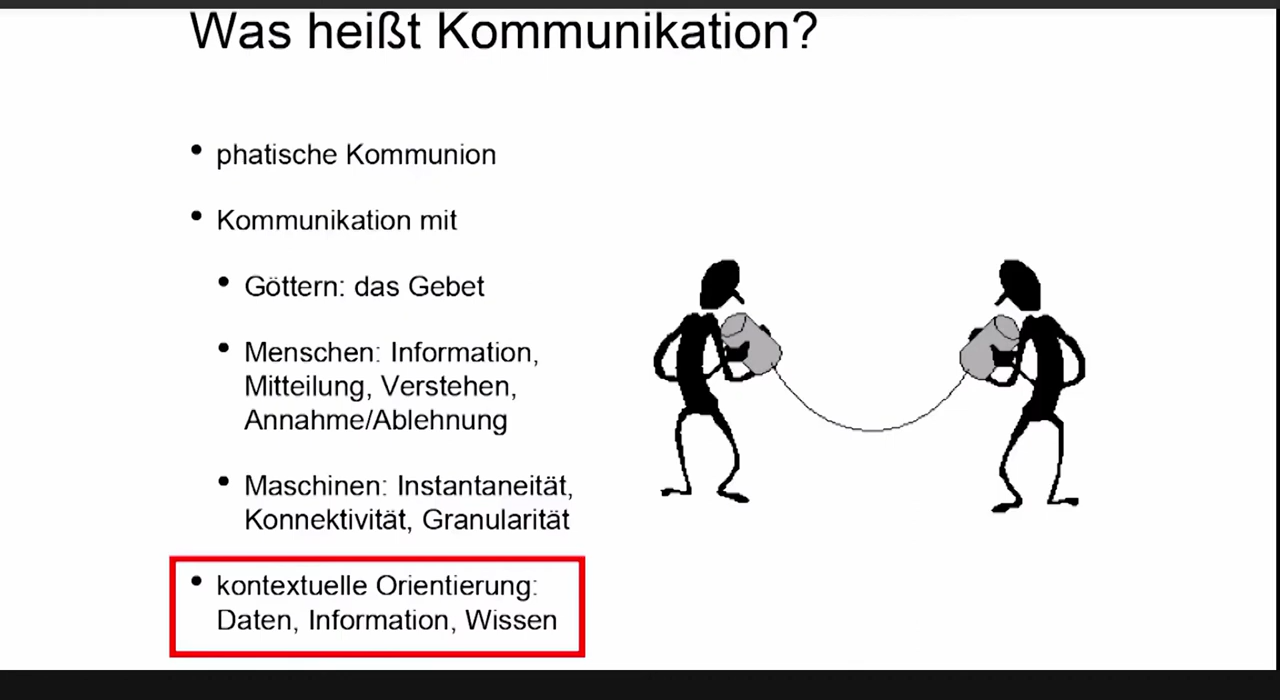 Was heißt Kommunikation?
• phatische Kommunion
• Kommunikation mit
• Göttern: das Gebet
• Menschen: Information,
Mitteilung, Verstehen,
Annahme/Ablehnung
• Maschinen: Instantaneität,
Konnektivität, Granularität
• kontextuelle Orientierung:
Daten, Information, Wissen